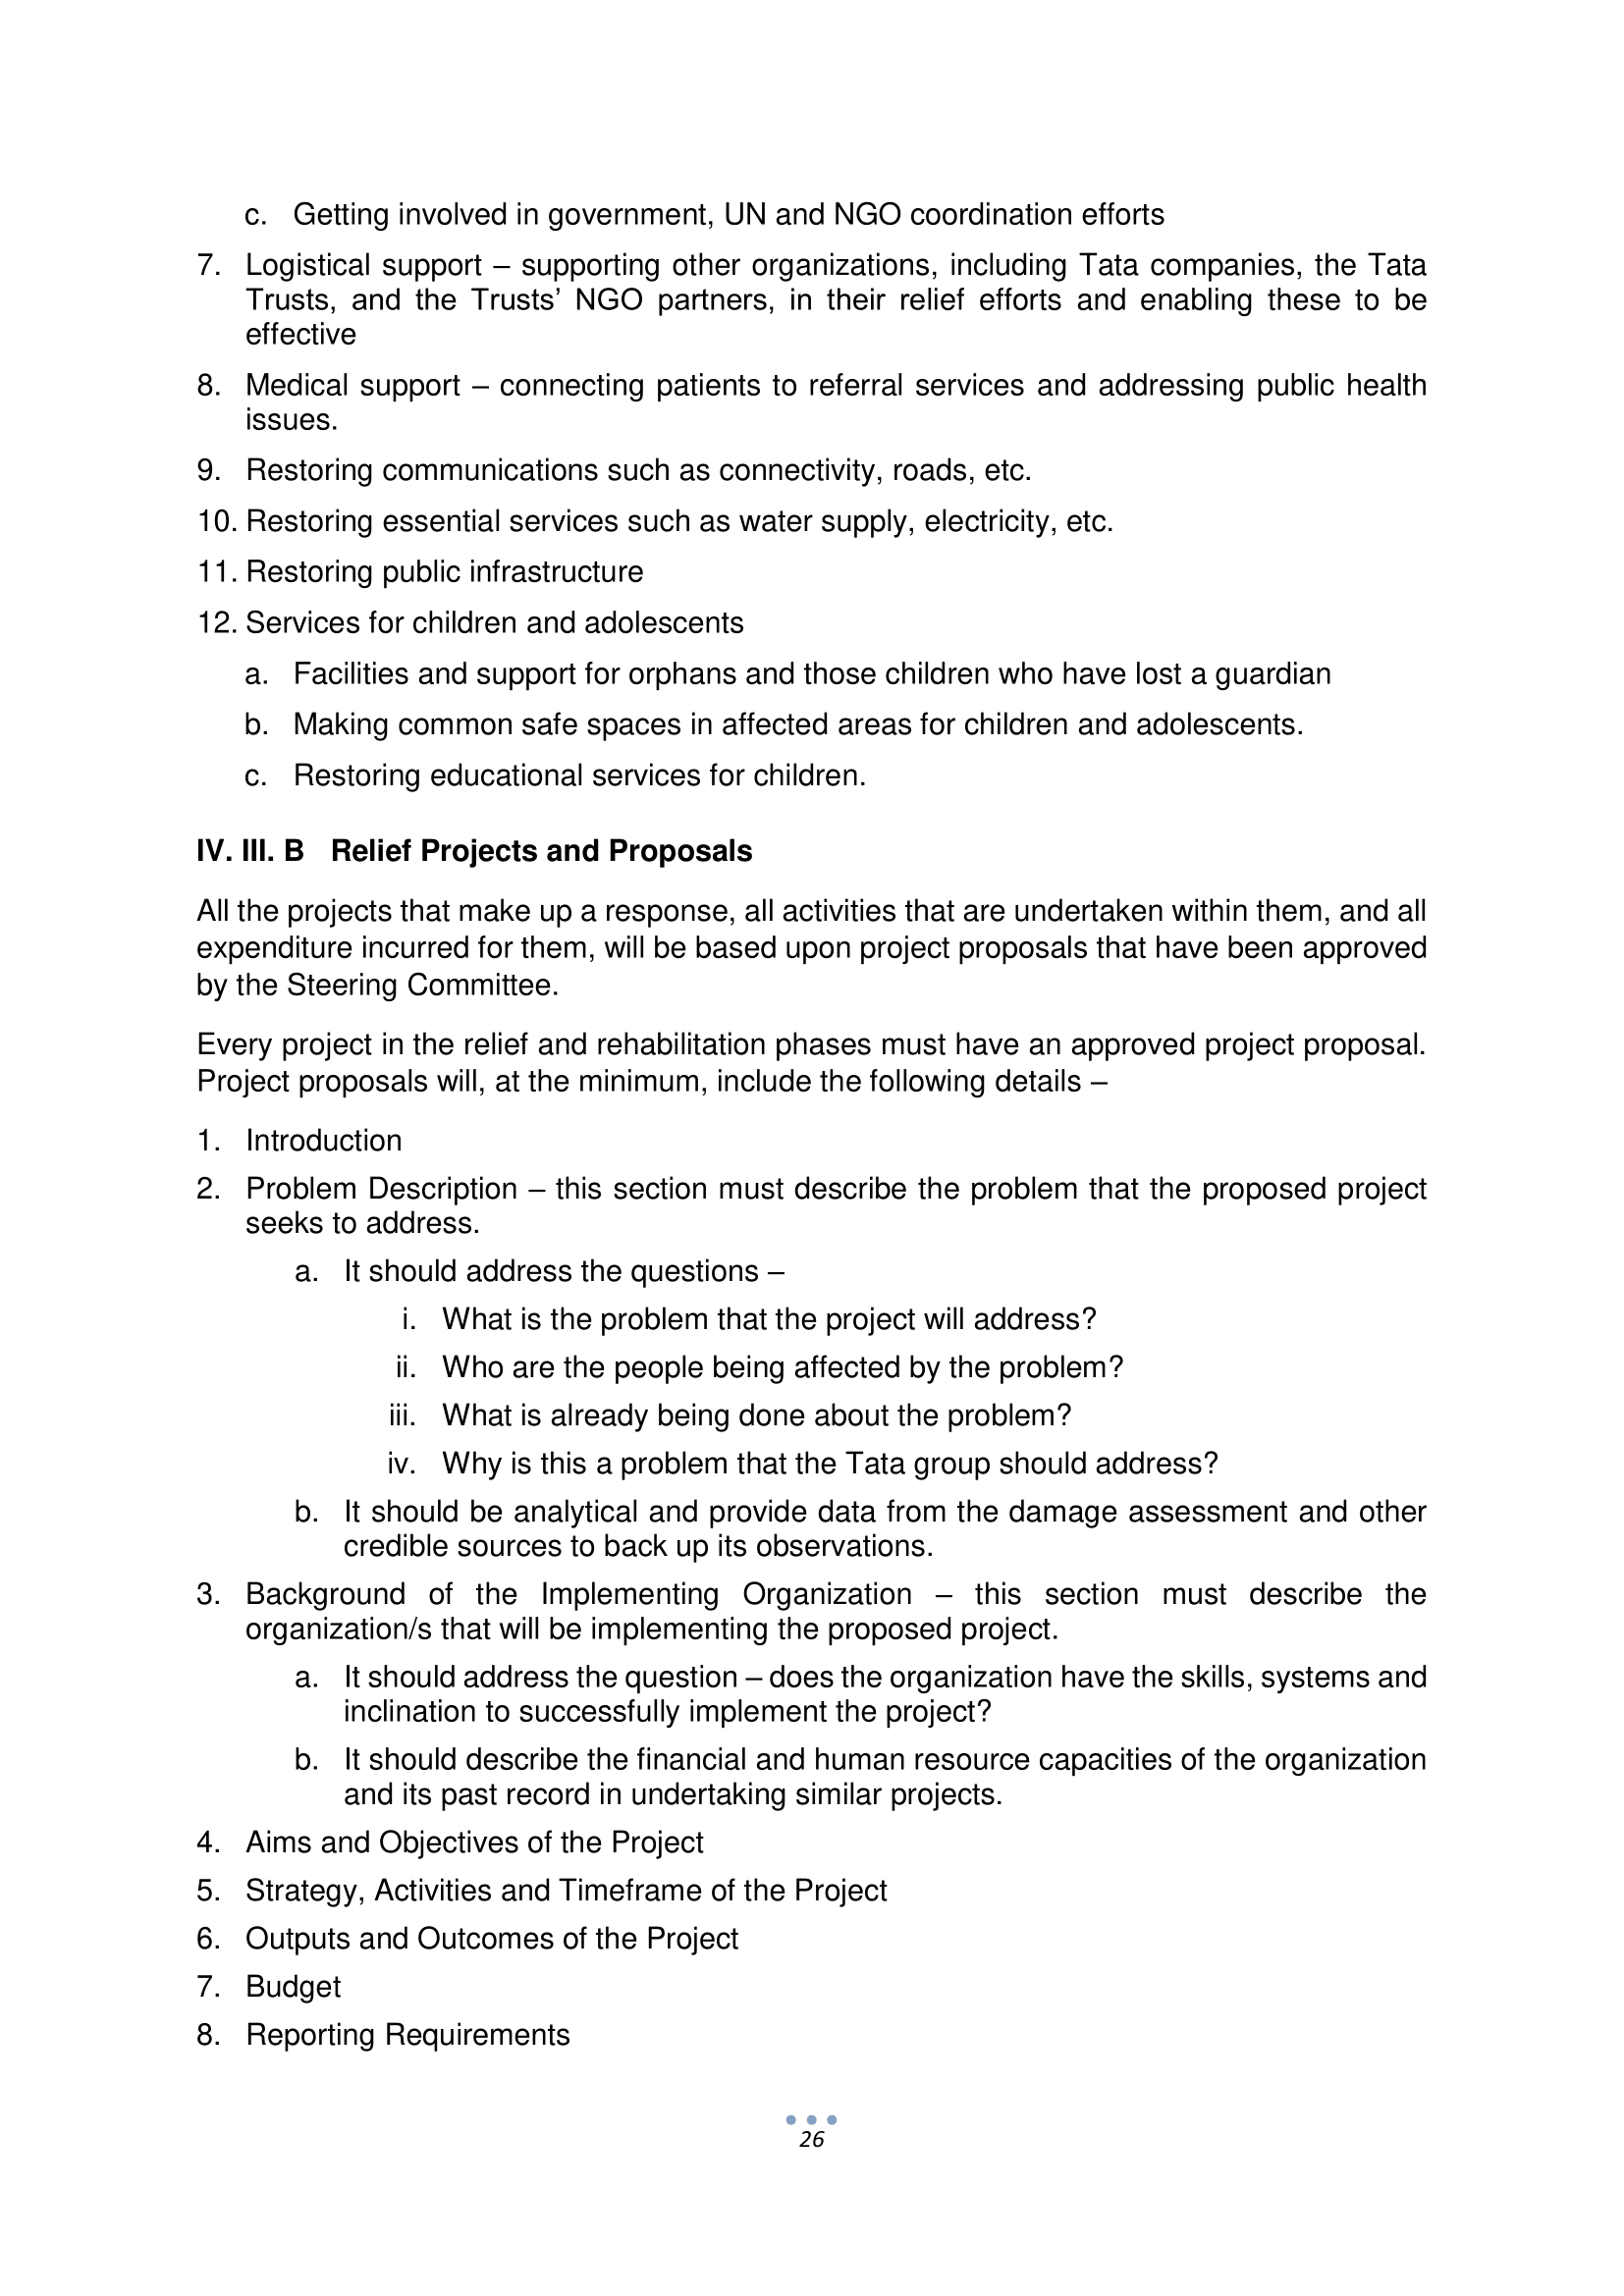 c. Getting involved in government, UN and NGO coordination efforts
7. Logistical support – supporting other organizations, including Tata companies, the Tata
Trusts, and the Trusts’ NGO partners, in their relief efforts and enabling these to be
effective
8. Medical support – connecting patients to referral services and addressing public health
issues.
9. Restoring communications such as connectivity, roads, etc.
10. Restoring essential services such as water supply, electricity, etc.
11. Restoring public infrastructure
12. Services for children and adolescents
a. Facilities and support for orphans and those children who have lost a guardian
b. Making common safe spaces in affected areas for children and adolescents.
c. Restoring educational services for children.
IV. III. B Relief Projects and Proposals
All the projects that make up a response, all activities that are undertaken within them, and all
expenditure incurred for them, will be based upon project proposals that have been approved
by the Steering Committee.
Every project in the relief and rehabilitation phases must have an approved project proposal.
Project proposals will, at the minimum, include the following details –
1. Introduction
2. Problem Description – this section must describe the problem that the proposed project
seeks to address.
a. It should address the questions –
i. What is the problem that the project will address?
ii. Who are the people being affected by the problem?
iii. What is already being done about the problem?
iv. Why is this a problem that the Tata group should address?
b. It should be analytical and provide data from the damage assessment and other
credible sources to back up its observations.
3. Background of the Implementing Organization – this section must describe the
organization/s that will be implementing the proposed project.
a. It should address the question – does the organization have the skills, systems and
inclination to successfully implement the project?
b. It should describe the financial and human resource capacities of the organization
and its past record in undertaking similar projects.
4. Aims and Objectives of the Project
5. Strategy, Activities and Timeframe of the Project
6. Outputs and Outcomes of the Project
7. Budget
8. Reporting Requirements
26